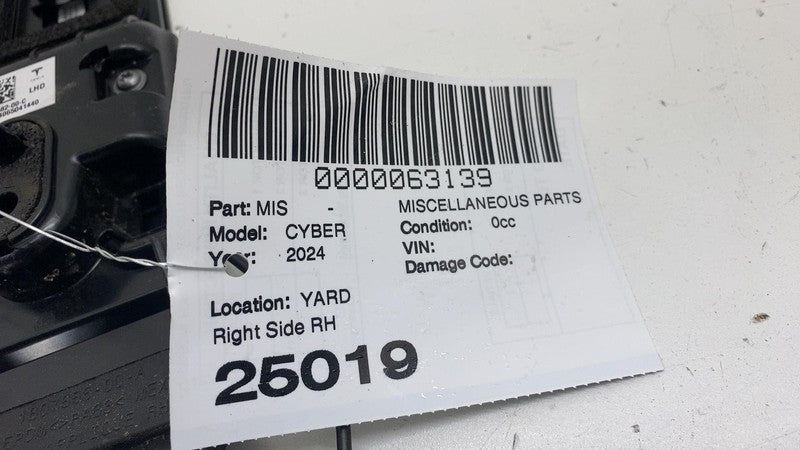 LHD
0000063139
Part: MIS - MISCELLANEOUS PARTS
Model: CYBER Condition: 0cc
Year: 2024 VIN:
Damage Code:
Location: YARD
Right Side RH
25019